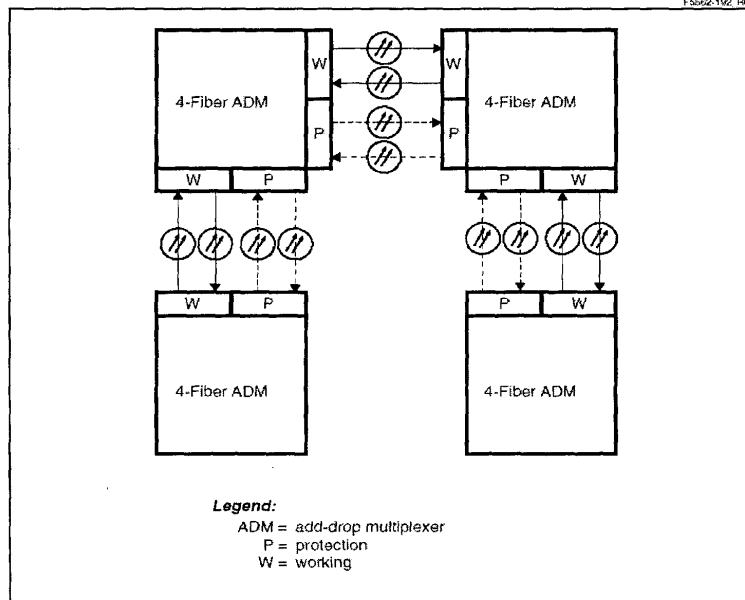 4-Fiber ADM
W
P
W
P
4-Fiber ADM
W
P
P
W
W
P
4-Fiber ADM
P
W
4-Fiber ADM
Legend:
ADM = add-drop multiplexer
P = protection
W = working